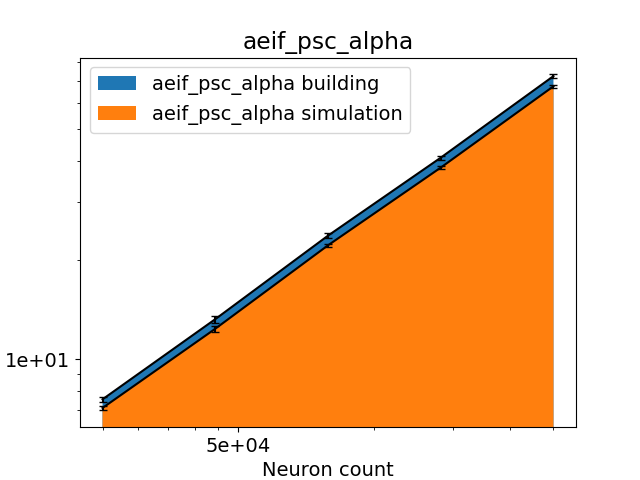 aeif_psc_alpha
aeif_psc_alpha building
aeif_psc_alpha simulation
1e+01
5e+04
Neuron count